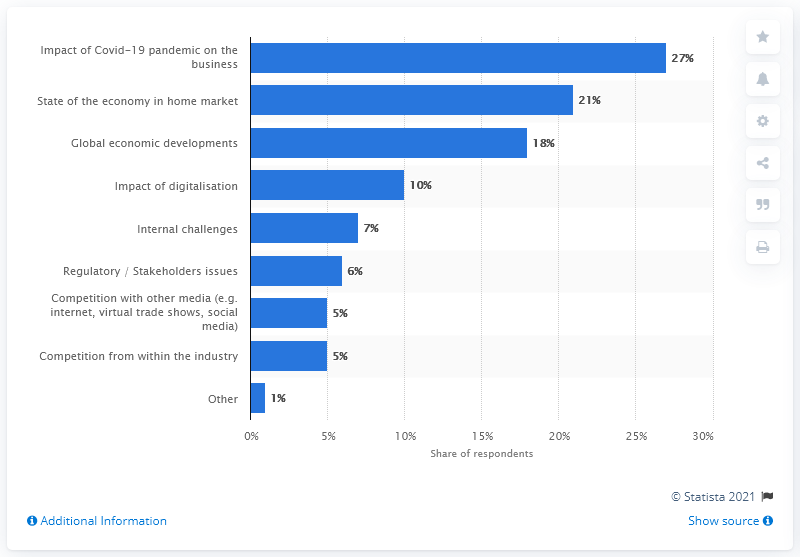 Impact of Covid-19 pandemic on the
business
27%
State of the economy in home market
21%
Global economic developments
18%
Impact of digitalisation
10%
Internal challenges
7%
Regulatory / Stakeholders issues
6%
Competition with other media (e.g.
internet, virtual trade shows, social
media)
5%
Competition from within the industry
5%
Other
1%
0% 5% 10% 15% 20% 25% 30%
Share of respondents
© Statista 2021
Additional Information
Show source